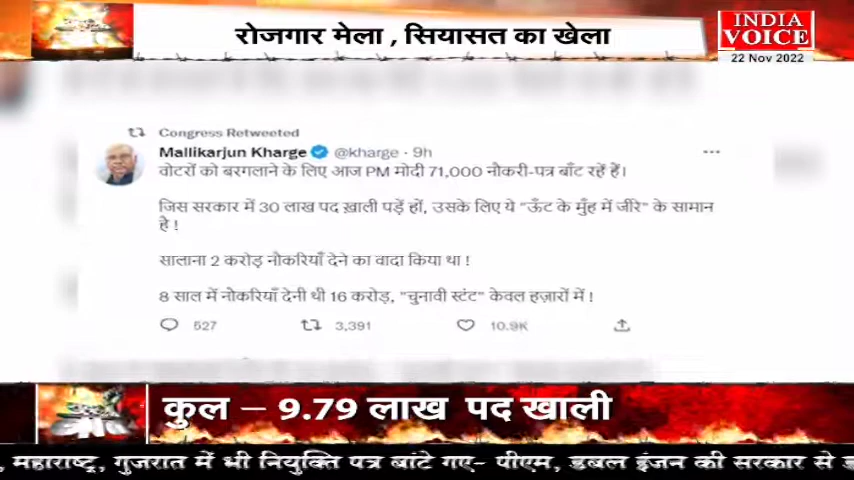 रोजगार मेला , सियासत का खेला
INDIA
VOICE
22 Nov 2022
Congress Retweeted
Mallikarjun Kharge @kharge · 9h
वोटरों को बरगलाने के लिए आज PM मोदी 71,000 नौकरी-पत्र बाँट रहें हैं।
जिस सरकार में 30 लाख पद ख़ाली पड़ें हों, उसके लिए ये "ऊँट के मुँह में जीरे" के सामान
है !
सालाना 2 करोड़ नौकरियाँ देने का वादा किया था !
8 साल में नौकरियाँ देनी थी 16 करोड़, "चुनावी स्टंट" केवल हज़ारों में !
527 3,391 10.9K
कुल – 9.79 लाख पद खाली
, महाराष्ट्र, गुजरात में भी नियुक्ति पत्र बांटे गए- पीएम, डबल इंजन की सरकार से